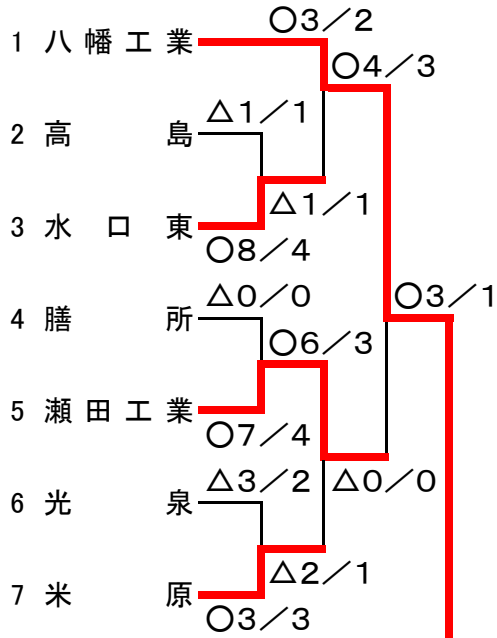 ○3／2
1 八幡工業
○4／3
△1／1
2 高島
△1／1
3 水口東
○8／4
△0／0
○3／1
4 膳所
○6／3
5 瀬田工業
○7／4
△3／2
△0／0
6 光泉
△2／1
7 米原
○3／3